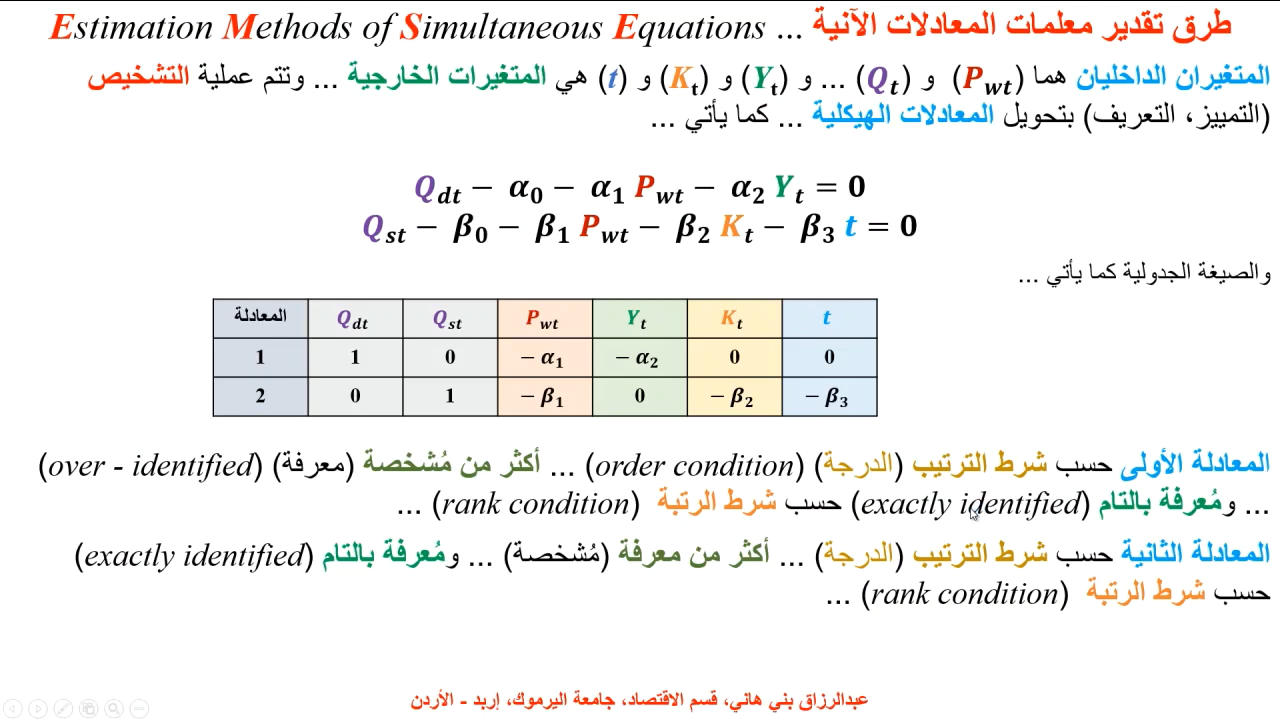 طرق تقدير معلمات المعادلات الآنية ... Estimation Methods of Simultaneous Equations
المتغيران الداخليان هما (P_wt) و (Q_t) ... و (Y_t) و (K_t) و (t) هي المتغيرات الخارجية ... وتتم عملية التشخيص
(التمييز، التعريف) بتحويل المعادلات الهيكلية ... كما يأتي ...
Q_dt − α_0 − α_1 P_wt − α_2 Y_t = 0
Q_st − β_0 − β_1 P_wt − β_2 K_t − β_3 t = 0
والصيغة الجدولية كما يأتي ...
المعادلة Q_dt Q_st P_wt Y_t K_t t
1 1 0 − α_1 − α_2 0 0
2 0 1 − β_1 0 − β_2 − β_3
المعادلة الأولى حسب شرط الترتيب (الدرجة) (order condition) ... أكثر من مُشخصة (معرفة) (over - identified)
... ومُعرفة بالتام (exactly identified) حسب شرط الرتبة (rank condition) ...
المعادلة الثانية حسب شرط الترتيب (الدرجة) ... أكثر من معرفة (مُشخصة) ... ومُعرفة بالتام (exactly identified)
حسب شرط الرتبة (rank condition) ...
عبدالرزاق بني هاني، قسم الاقتصاد، جامعة اليرموك، إربد - الأردن